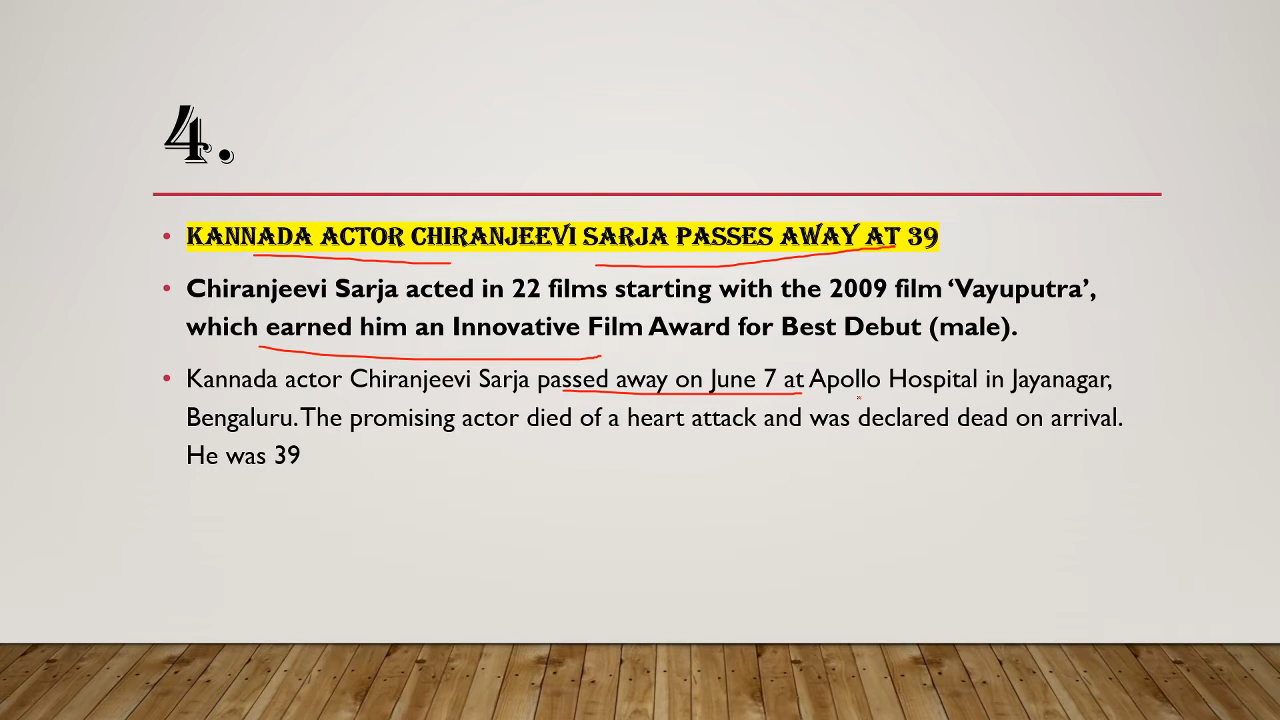 4.
• KANNADA ACTOR CHIRANJEEVI SARJA PASSES AWAY AT 39
• Chiranjeevi Sarja acted in 22 films starting with the 2009 film ‘Vayuputra’,
which earned him an Innovative Film Award for Best Debut (male).
• Kannada actor Chiranjeevi Sarja passed away on June 7 at Apollo Hospital in Jayanagar,
Bengaluru. The promising actor died of a heart attack and was declared dead on arrival.
He was 39